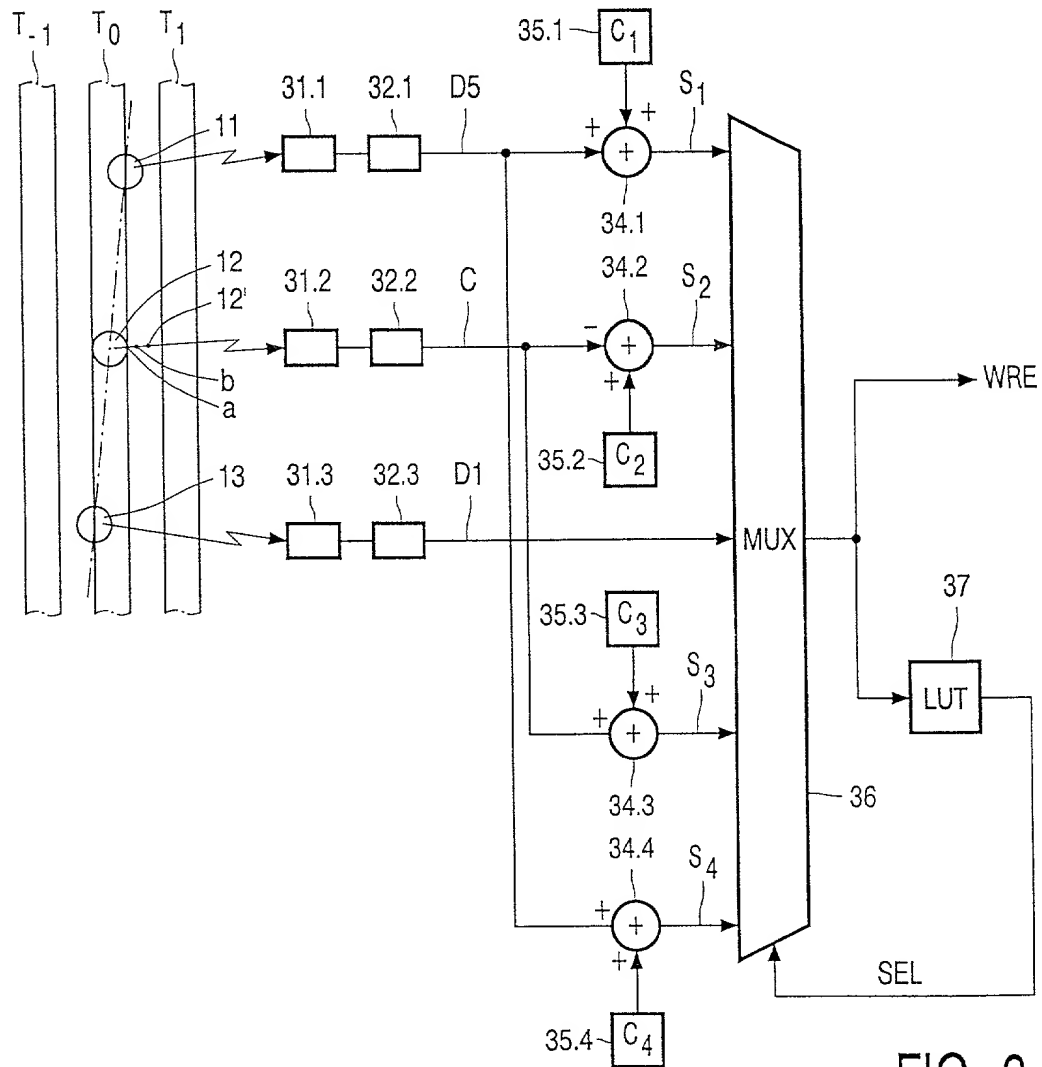 T-1 T0 T1
35.1 C1
31.1 32.1 D5 + + S1
11
34.1
12
12'
31.2 32.2 C 34.2 S2
- +
b
a
WRE
35.2 C2
13
31.3 32.3 D1
MUX
35.3 C3
37
LUT
+ + S3
34.3
36
34.4 S4
+ +
SEL
35.4 C4